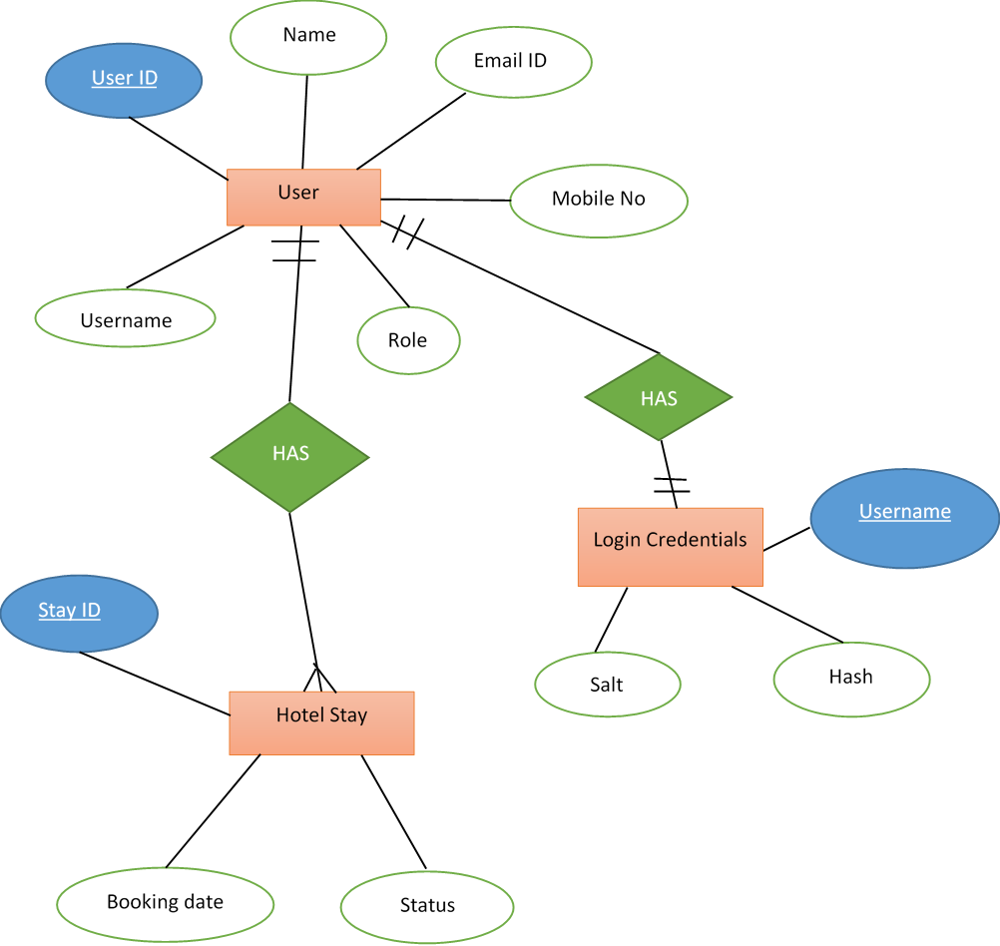 Name
Email ID
User ID
User
Mobile No
Username
Role
HAS
HAS
Username
Login Credentials
Stay ID
Salt
Hash
Hotel Stay
Booking date
Status